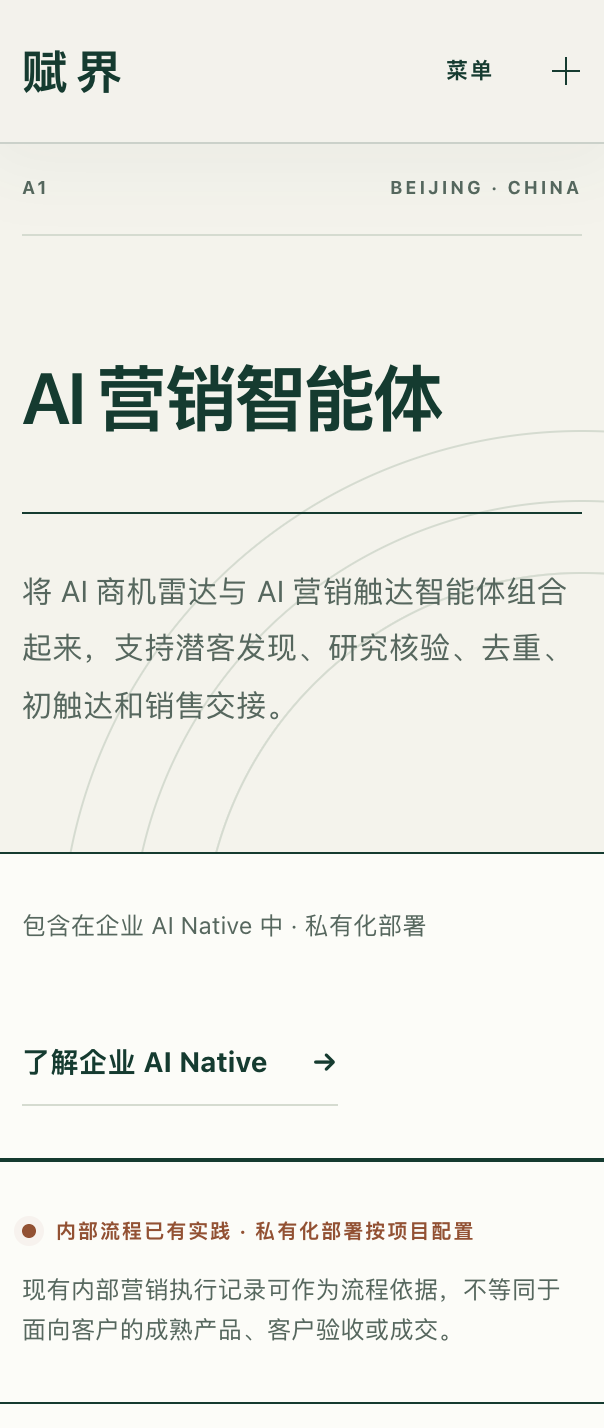 赋界
菜单
A1
BEIJING · CHINA
AI 营销智能体
将 AI 商机雷达与 AI 营销触达智能体组合
起来，支持潜客发现、研究核验、去重、
初触达和销售交接。
包含在企业 AI Native 中 · 私有化部署
了解企业 AI Native →
内部流程已有实践 · 私有化部署按项目配置
现有内部营销执行记录可作为流程依据，不等同于
面向客户的成熟产品、客户验收或成交。